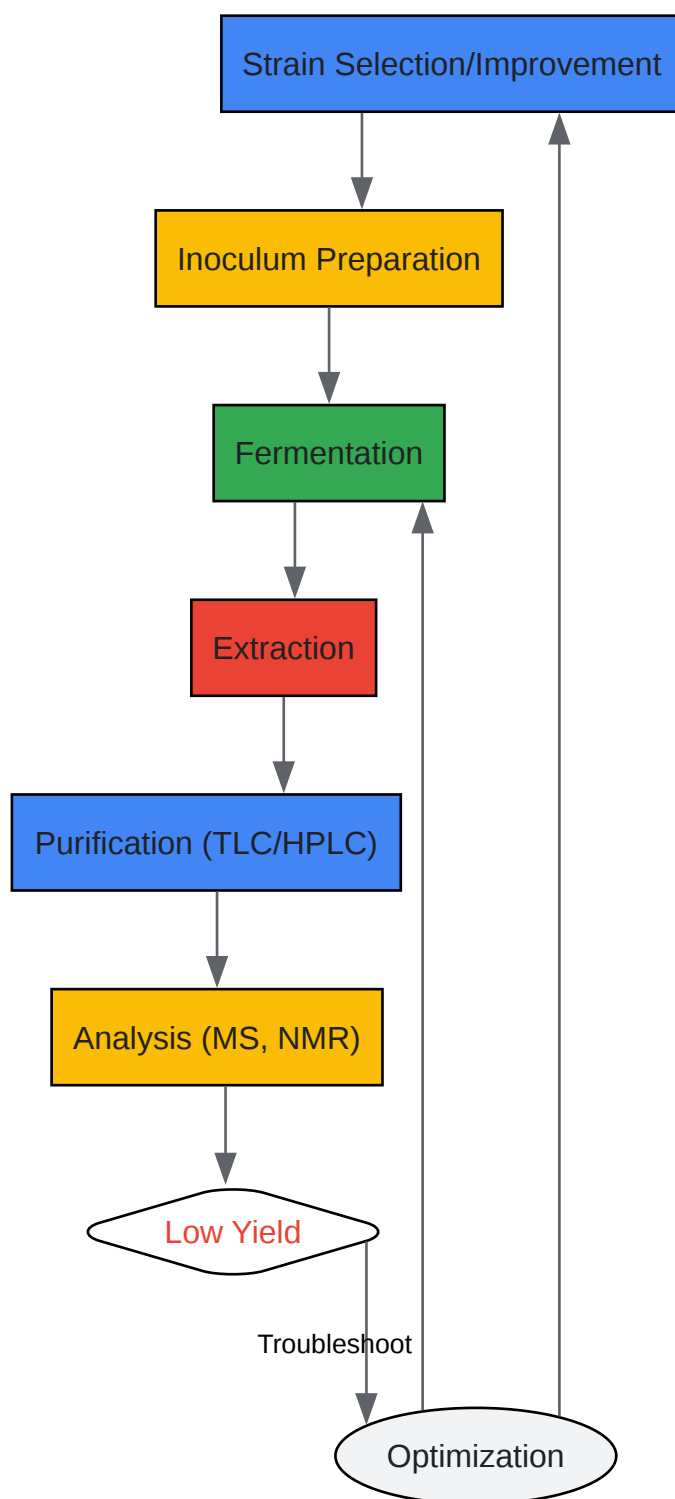 Strain Selection/Improvement
Inoculum Preparation
Fermentation
Extraction
Purification (TLC/HPLC)
Analysis (MS, NMR)
Low Yield
Troubleshoot
Optimization